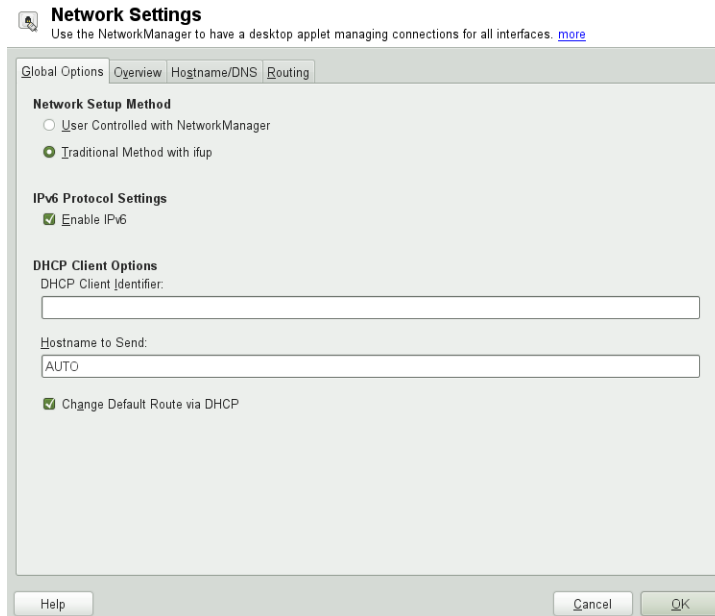 Network Settings
Use the NetworkManager to have a desktop applet managing connections for all interfaces. more
Global Options Overview Hostname/DNS Routing
Network Setup Method
User Controlled with NetworkManager
Traditional Method with ifup
IPv6 Protocol Settings
Enable IPv6
DHCP Client Options
DHCP Client Identifier:
Hostname to Send:
AUTO
Change Default Route via DHCP
Help Cancel OK